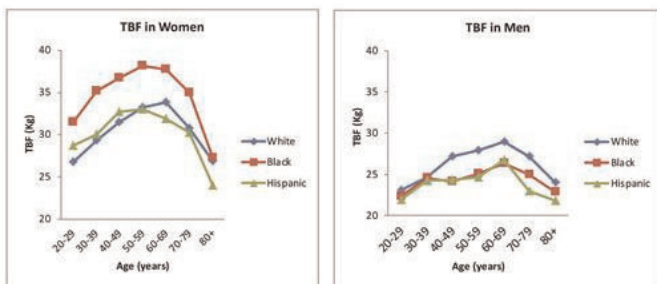 TBF in Women
40
35
30
25
20
TBF (Kg)
20-29
30-39
40-49
50-59
60-69
70-79
80+
Age (years)
White
Black
Hispanic
TBF in Men
40
35
30
25
20
TBF (Kg)
20-29
30-39
40-49
50-59
60-69
70-79
80+
Age (years)
White
Black
Hispanic